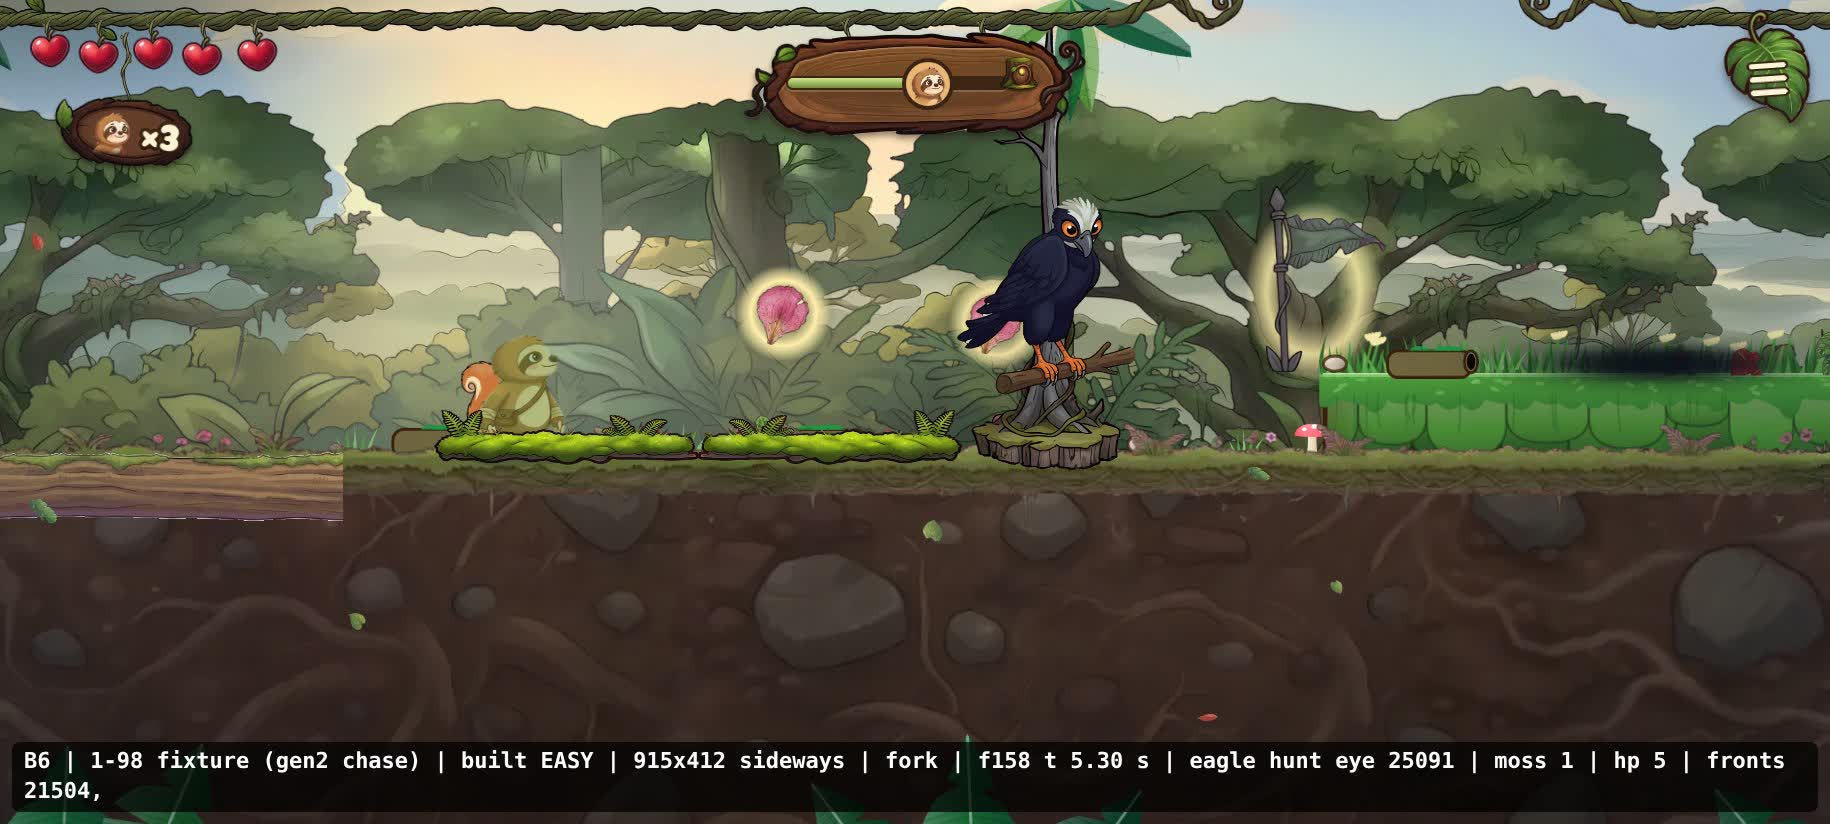 ×3
B6 | 1-98 fixture (gen2 chase) | built EASY | 915x412 sideways | fork | f158 t 5.30 s | eagle hunt eye 25091 | moss 1 | hp 5 | fronts
21504,